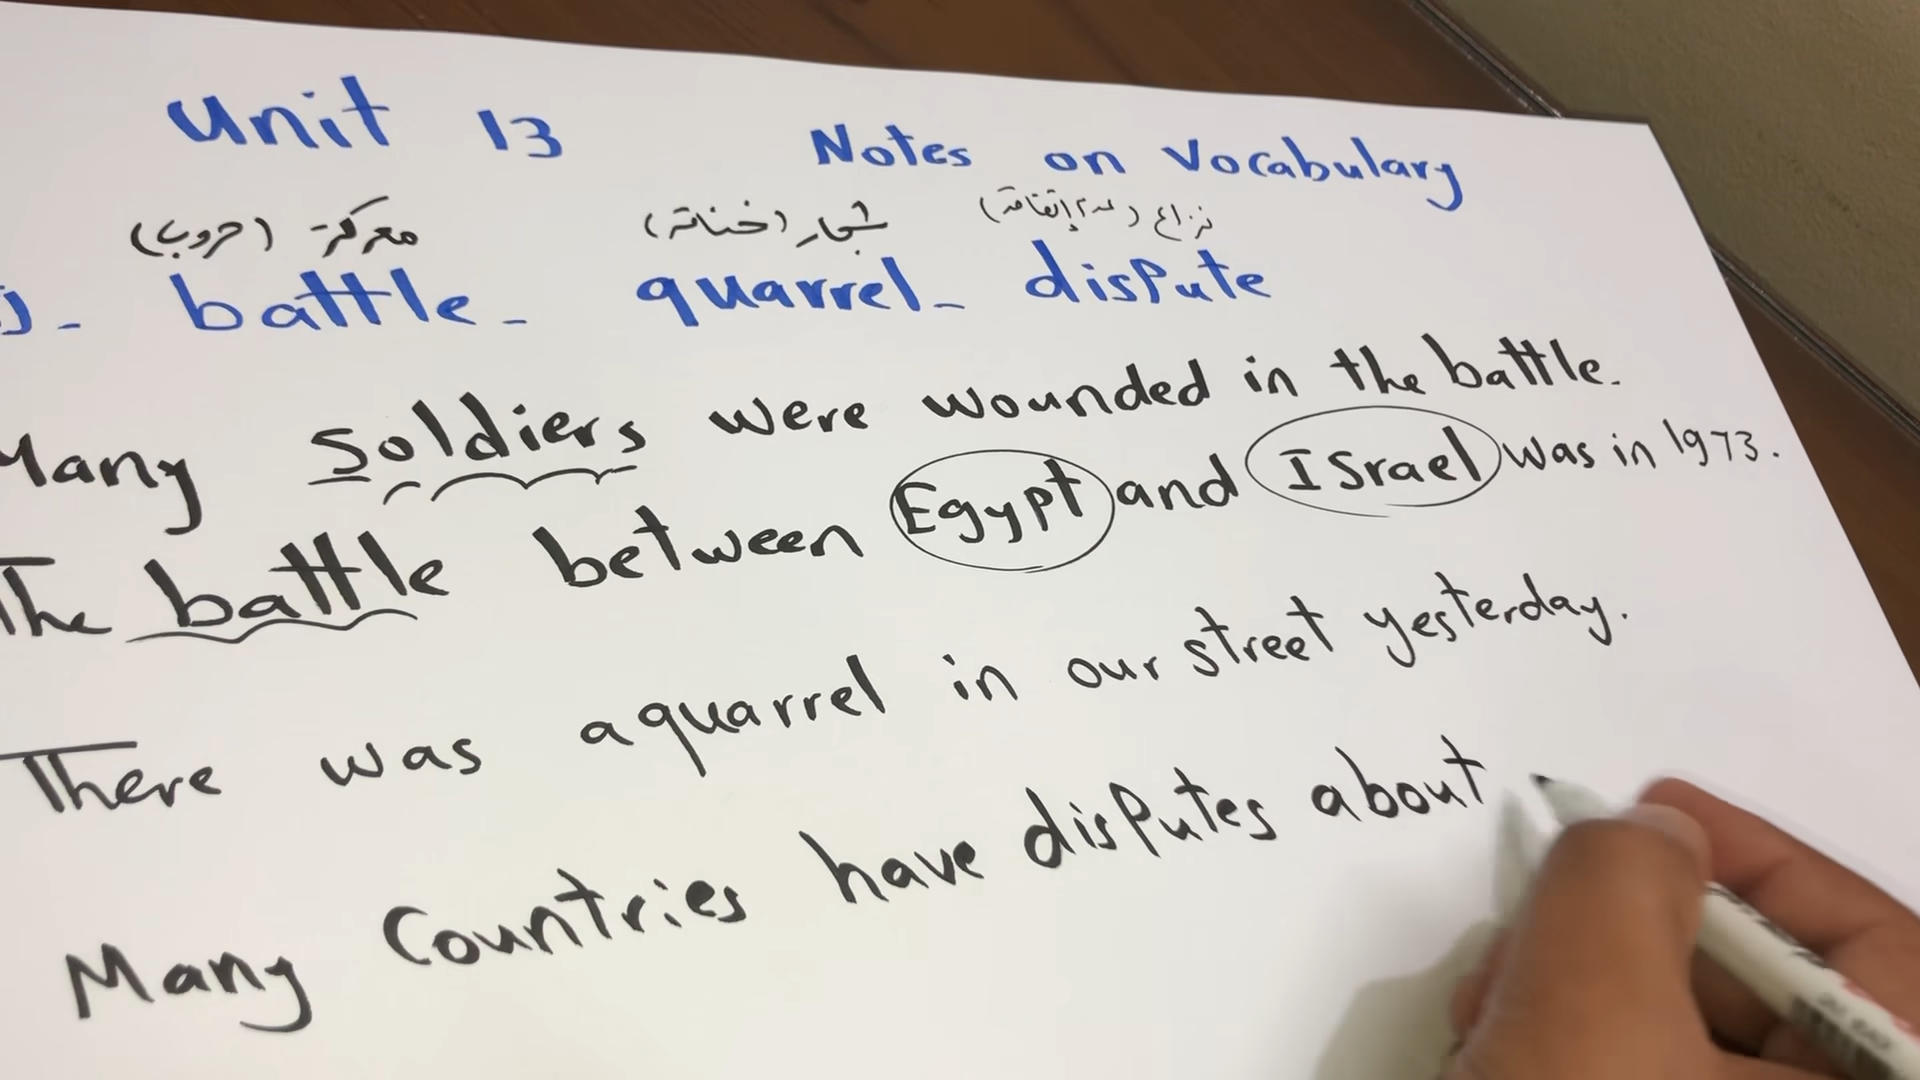 Unit 13 Notes on Vocabulary
معركة (حروب) شجار (خناقة) نزاع (عدم إتفاقة)
- battle - quarrel - dispute
Many Soldiers were wounded in the battle.
The battle between Egypt and Israel was in 1973.
There was a quarrel in our street yesterday.
Many Countries have disputes about